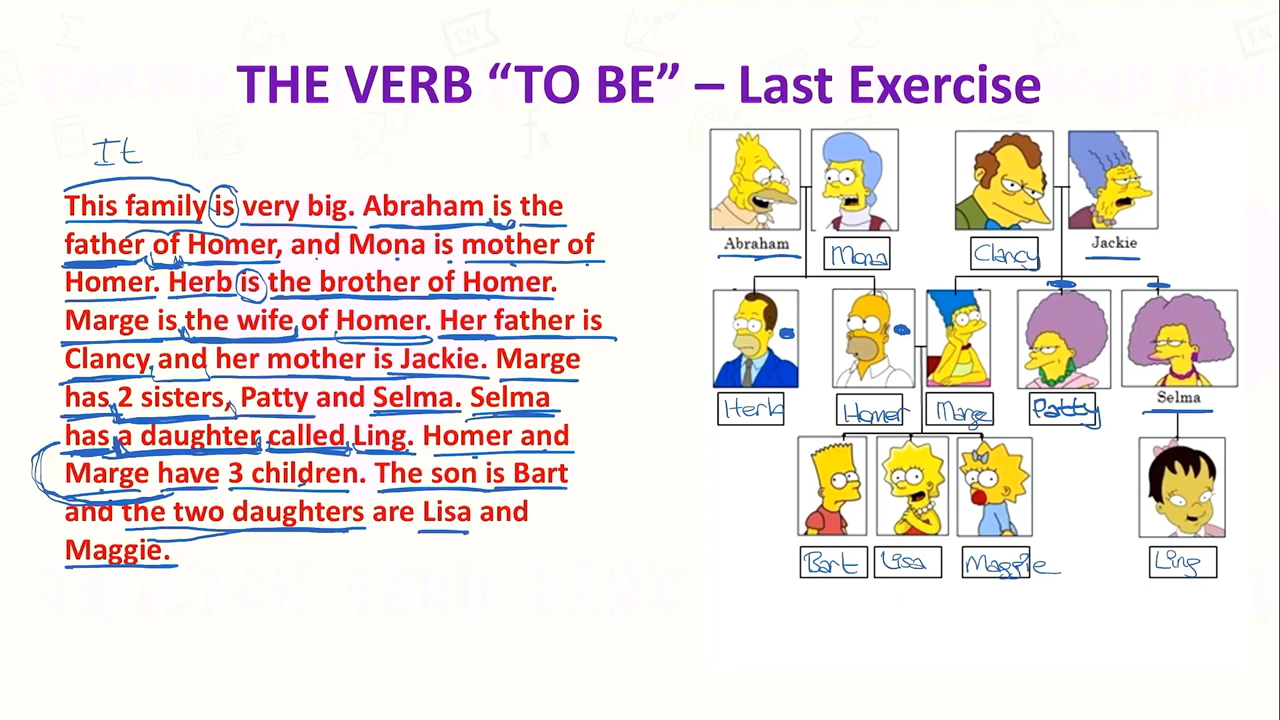 THE VERB “TO BE” – Last Exercise
It
This family is very big. Abraham is the
father of Homer, and Mona is mother of
Homer. Herb is the brother of Homer.
Marge is the wife of Homer. Her father is
Clancy and her mother is Jackie. Marge
has 2 sisters, Patty and Selma. Selma
has a daughter called Ling. Homer and
Marge have 3 children. The son is Bart
and the two daughters are Lisa and
Maggie.
Abraham Mona Clancy Jackie
Herb Homer Marge Patty Selma
Bart Lisa Maggie Ling